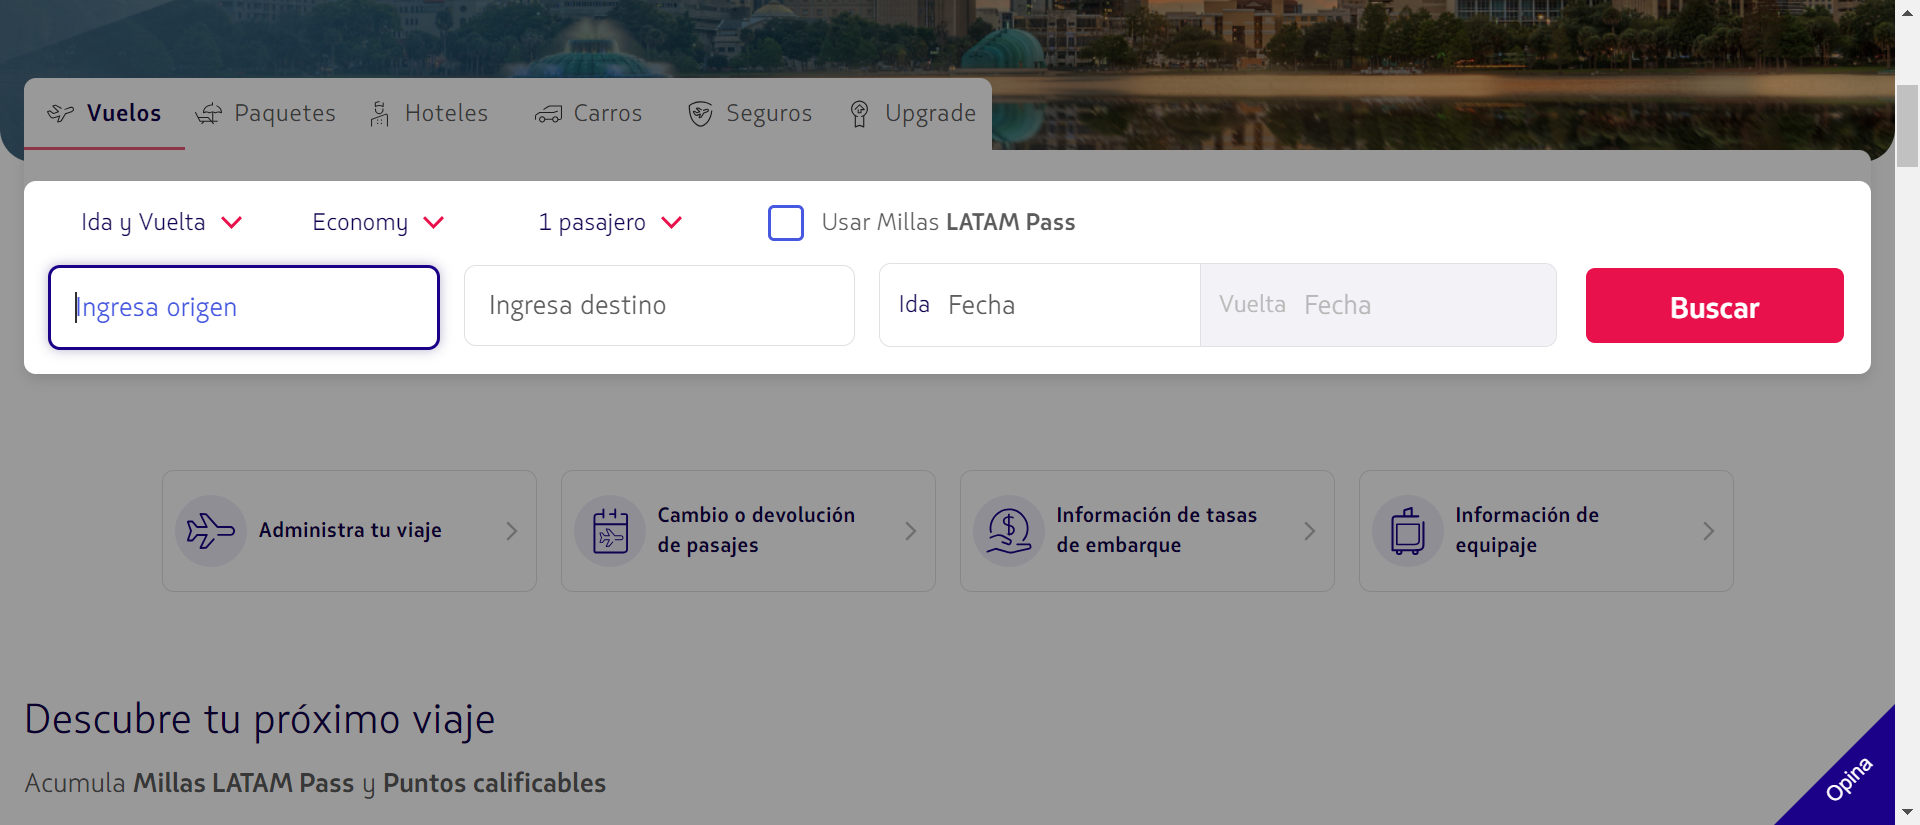 Vuelos Paquetes Hoteles Carros Seguros Upgrade
Ida y Vuelta Economy 1 pasajero Usar Millas LATAM Pass
Ingresa origen Ingresa destino Ida Fecha Vuelta Fecha Buscar
Administra tu viaje
Cambio o devolución
de pasajes
Información de tasas
de embarque
Información de
equipaje
Descubre tu próximo viaje
Acumula Millas LATAM Pass y Puntos calificables
Opina